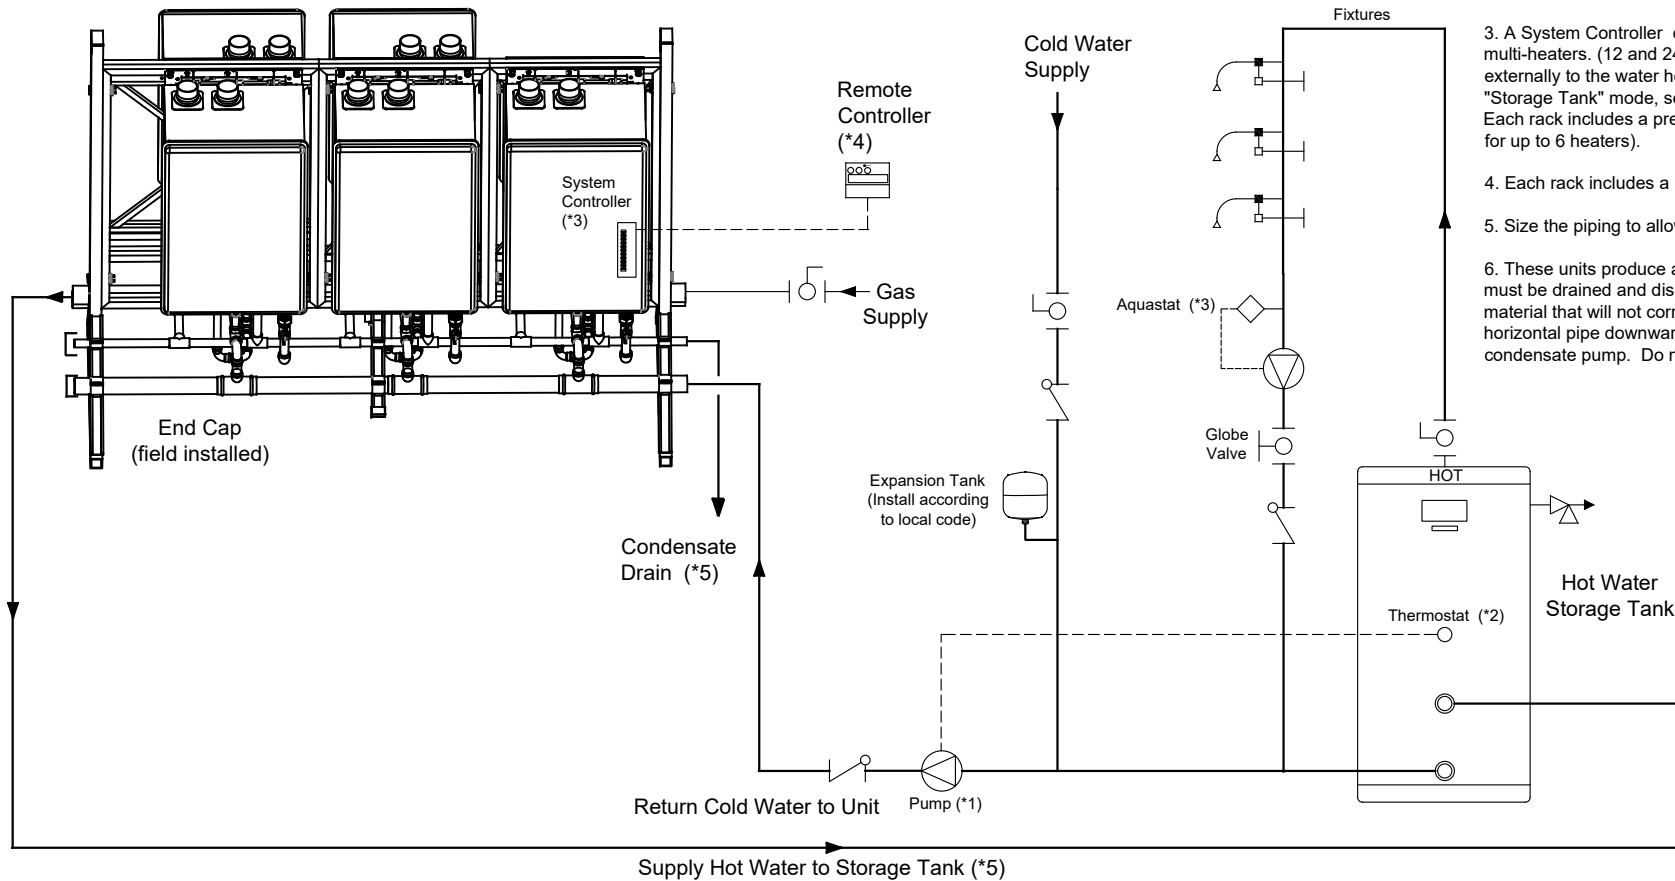 Fixtures
Cold Water
Supply
Remote
Controller
(*4)
System
Controller
(*3)
Gas
Supply
Aquastat (*3)
Globe
Valve
End Cap
(field installed)
Expansion Tank
(Install according
to local code)
Condensate
Drain (*5)
HOT
Hot Water
Storage Tank
Thermostat (*2)
Return Cold Water to Unit
Pump (*1)
Supply Hot Water to Storage Tank (*5)
3. A System Controller
multi-heaters. (12 and 24
externally to the water
"Storage Tank" mode,
Each rack includes a
for up to 6 heaters).
4. Each rack includes a
5. Size the piping to
6. These units produce
must be drained and
material that will not
horizontal pipe
condensate pump. Do